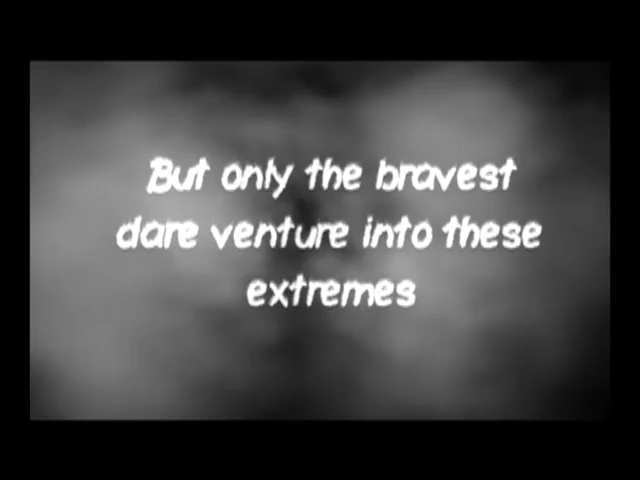 But only the bravest
dare venture into these
extremes